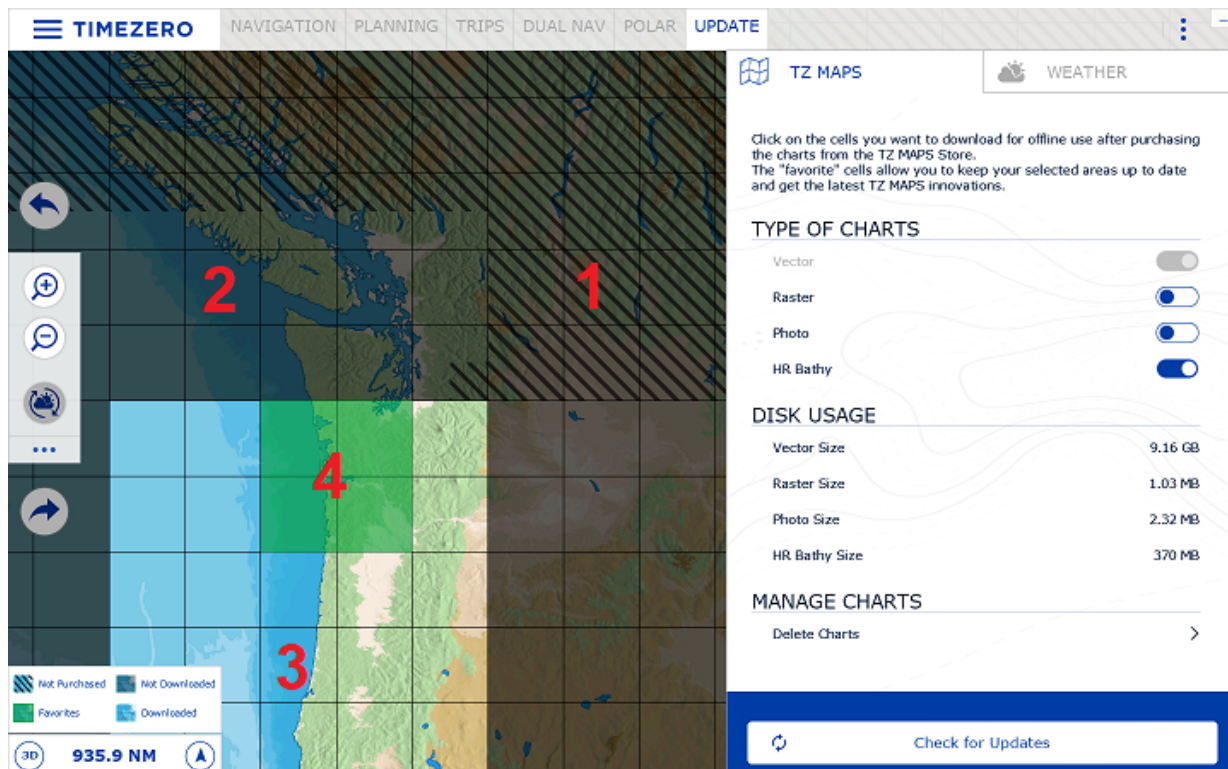 TIMEZERO
NAVIGATION
PLANNING
TRIPS
DUAL NAV
POLAR
UPDATE
TZ MAPS
WEATHER
Click on the cells you want to download for offline use after purchasing
the charts from the TZ MAPS Store.
The "favorite" cells allow you to keep your selected areas up to date
and get the latest TZ MAPS innovations.
TYPE OF CHARTS
Vector
Raster
Photo
HR Bathy
DISK USAGE
Vector Size 9.16 GB
Raster Size 1.03 MB
Photo Size 2.32 MB
HR Bathy Size 370 MB
MANAGE CHARTS
Delete Charts
Check for Updates
1
2
4
3
Not Purchased
Not Downloaded
Favorites
Downloaded
3D
935.9 NM